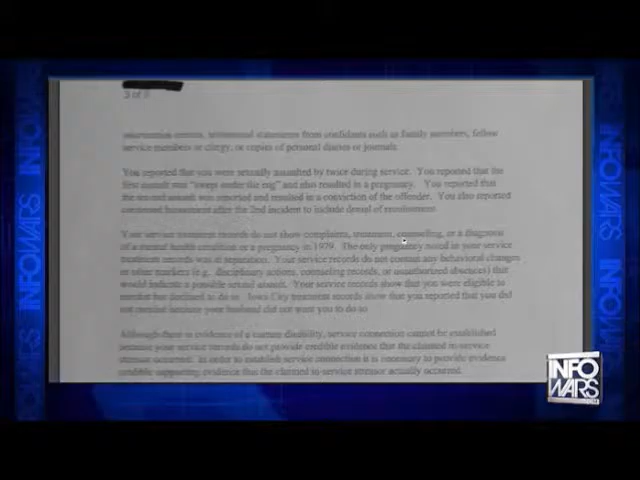 3 of
information centers, testimonial statements from confidants such as family members, fellow
service members or clergy, or copies of personal diaries or journals.
You reported that you were sexually assaulted by twice during service. You reported that the
first assault was "swept under the rug" and also resulted in a pregnancy. You reported that
the second assault was reported and resulted in a conviction of the offender. You also reported
continued harassment after the 2nd incident to include denial of reenlistment.
Your service treatment records do not show complaints, treatment, counseling, or a diagnosis
of a mental health condition or a pregnancy in 1979. The only pregnancy noted in your service
treatment records was at separation. Your service records do not contain any behavioral changes
or other markers (e.g. disciplinary actions, counseling records, or unauthorized absences) that
would indicate a possible sexual assault. Your service records show that you were eligible to
reenlist but declined to do so. Iowa City treatment records show that you reported that you did
not reenlist because your husband did not want you to do so.
Although there is evidence of a current disability, service connection cannot be established
because your service records do not provide credible evidence that the claimed in-service
stressor occurred. In order to establish service connection it is necessary to provide evidence
credible supporting evidence that the claimed in-service stressor actually occurred.
INFOWARS
INFOWARS
INFO
WARS
.COM